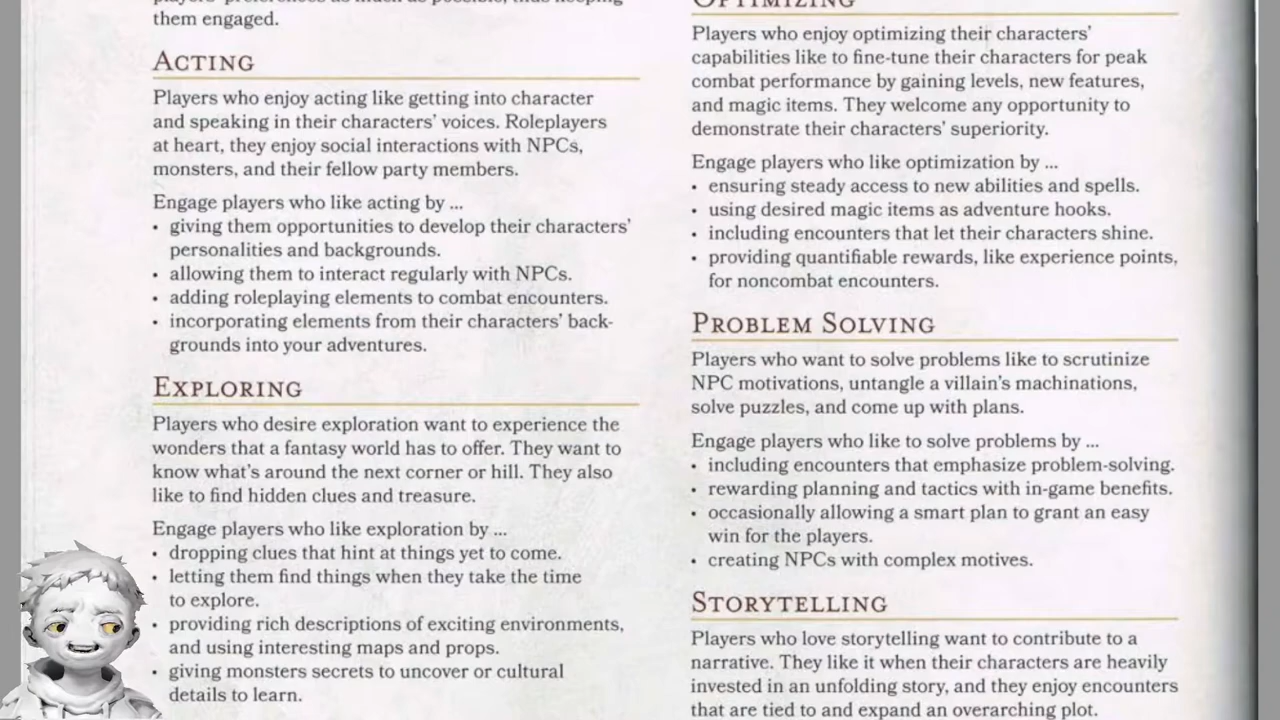 them engaged.
ACTING
Players who enjoy acting like getting into character
and speaking in their characters' voices. Roleplayers
at heart, they enjoy social interactions with NPCs,
monsters, and their fellow party members.
Engage players who like acting by ...
• giving them opportunities to develop their characters'
personalities and backgrounds.
• allowing them to interact regularly with NPCs.
• adding roleplaying elements to combat encounters.
• incorporating elements from their characters' back-
grounds into your adventures.
EXPLORING
Players who desire exploration want to experience the
wonders that a fantasy world has to offer. They want to
know what's around the next corner or hill. They also
like to find hidden clues and treasure.
Engage players who like exploration by ...
• dropping clues that hint at things yet to come.
• letting them find things when they take the time
to explore.
• providing rich descriptions of exciting environments,
and using interesting maps and props.
• giving monsters secrets to uncover or cultural
details to learn.
OPTIMIZING
Players who enjoy optimizing their characters'
capabilities like to fine-tune their characters for peak
combat performance by gaining levels, new features,
and magic items. They welcome any opportunity to
demonstrate their characters' superiority.
Engage players who like optimization by ...
• ensuring steady access to new abilities and spells.
• using desired magic items as adventure hooks.
• including encounters that let their characters shine.
• providing quantifiable rewards, like experience points,
for noncombat encounters.
PROBLEM SOLVING
Players who want to solve problems like to scrutinize
NPC motivations, untangle a villain's machinations,
solve puzzles, and come up with plans.
Engage players who like to solve problems by ...
• including encounters that emphasize problem-solving.
• rewarding planning and tactics with in-game benefits.
• occasionally allowing a smart plan to grant an easy
win for the players.
• creating NPCs with complex motives.
STORYTELLING
Players who love storytelling want to contribute to a
narrative. They like it when their characters are heavily
invested in an unfolding story, and they enjoy encounters
that are tied to and expand an overarching plot.